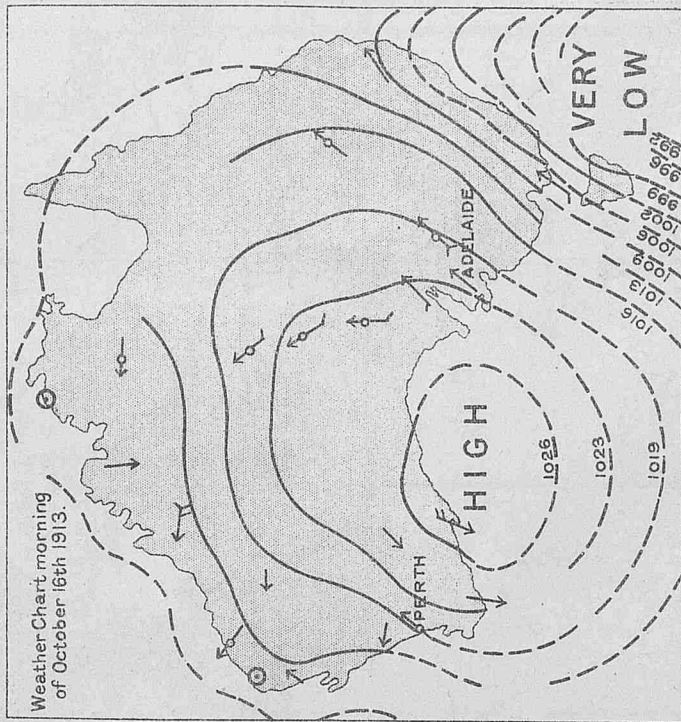 Weather Chart morning
of October 16th 1913.
PERTH
ADELAIDE
HIGH
VERY
LOW
1026
1023
1019
1016
1013
1009
1006
1002
999
996
992